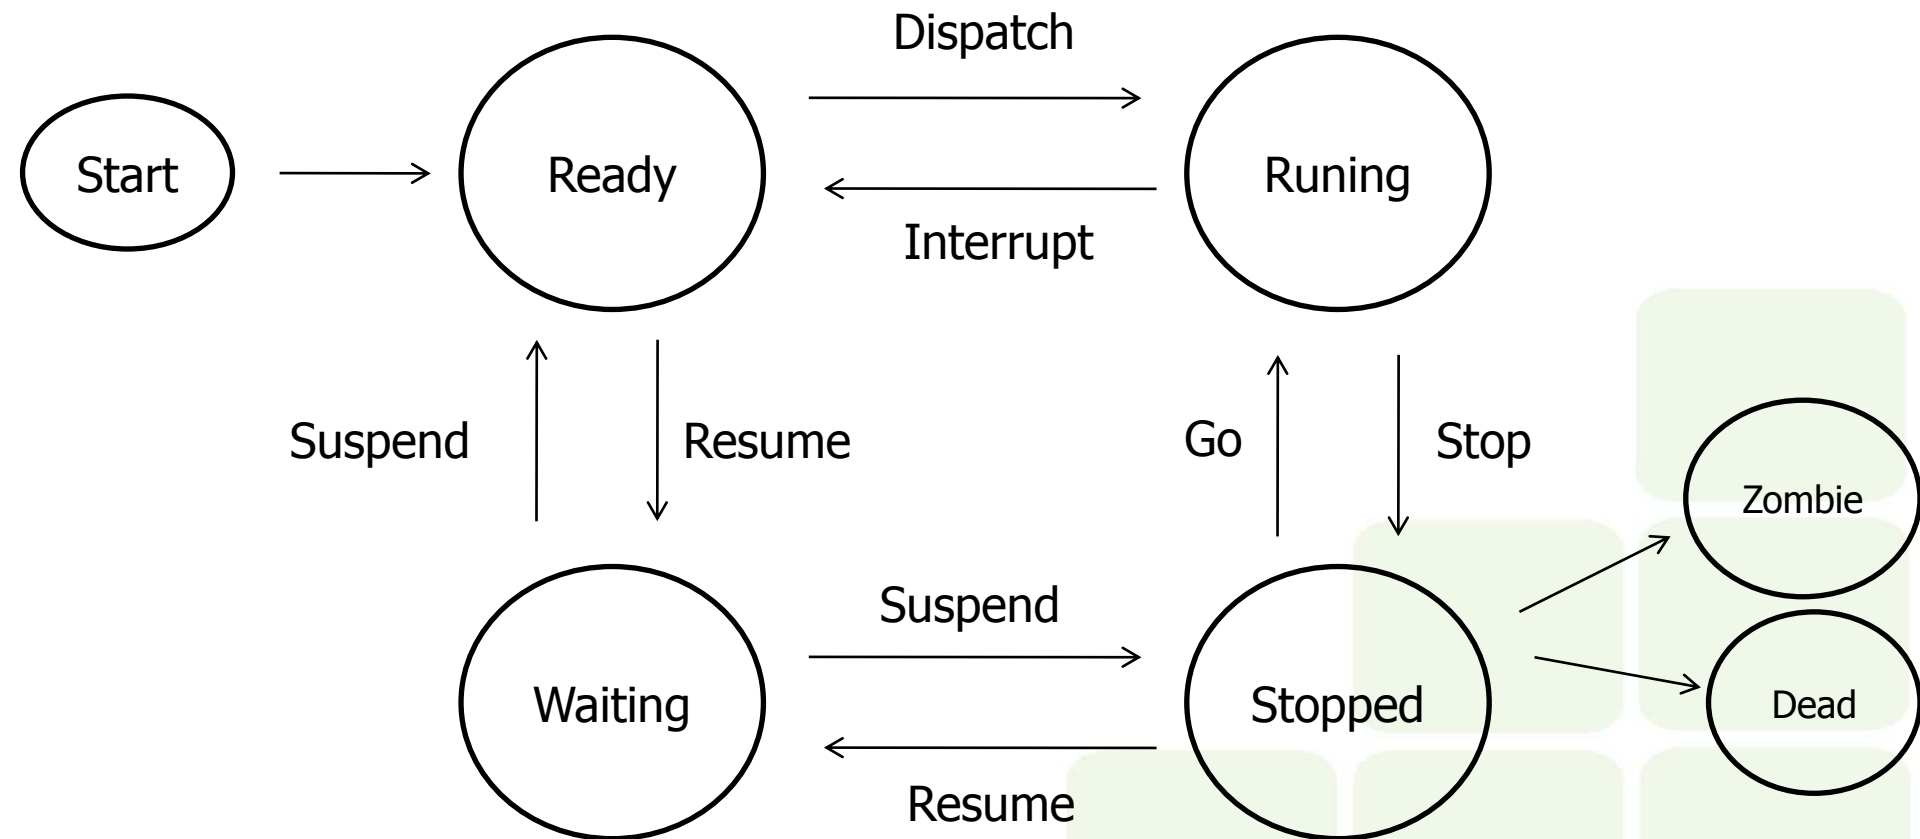 Dispatch
Start
Ready
Runing
Interrupt
Suspend
Resume
Go
Stop
Zombie
Suspend
Waiting
Stopped
Dead
Resume